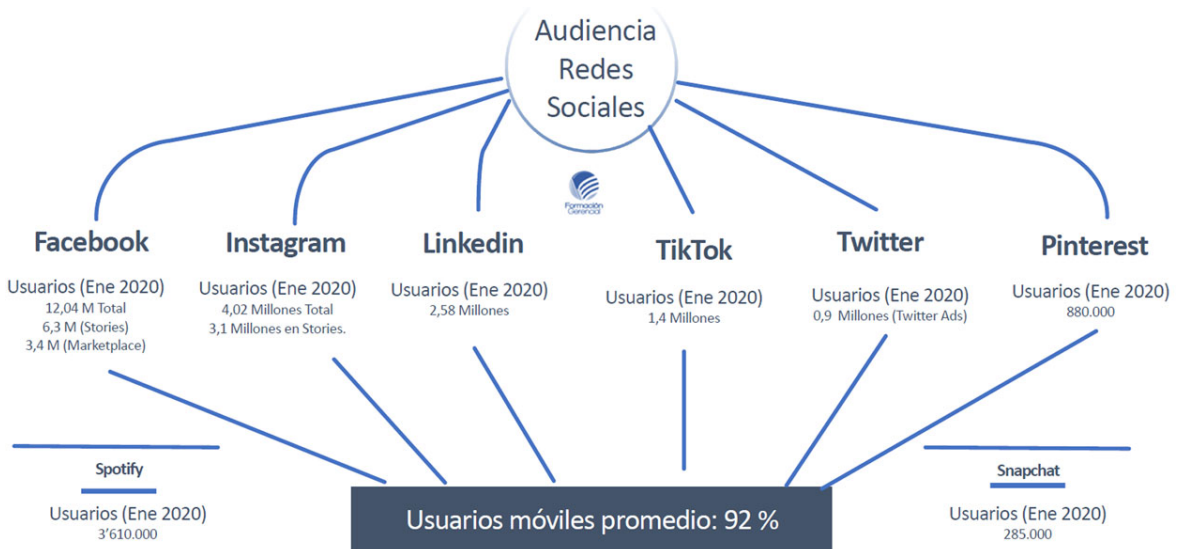 Audiencia
Redes
Sociales
Formación
Gerencial
Facebook
Usuarios (Ene 2020)
12,04 M Total
6,3 M (Stories)
3,4 M (Marketplace)
Instagram
Usuarios (Ene 2020)
4,02 Millones Total
3,1 Millones en Stories.
Linkedin
Usuarios (Ene 2020)
2,58 Millones
TikTok
Usuarios (Ene 2020)
1,4 Millones
Twitter
Usuarios (Ene 2020)
0,9 Millones (Twitter Ads)
Pinterest
Usuarios (Ene 2020)
880.000
Spotify
Usuarios (Ene 2020)
3’610.000
Usuarios móviles promedio: 92 %
Snapchat
Usuarios (Ene 2020)
285.000